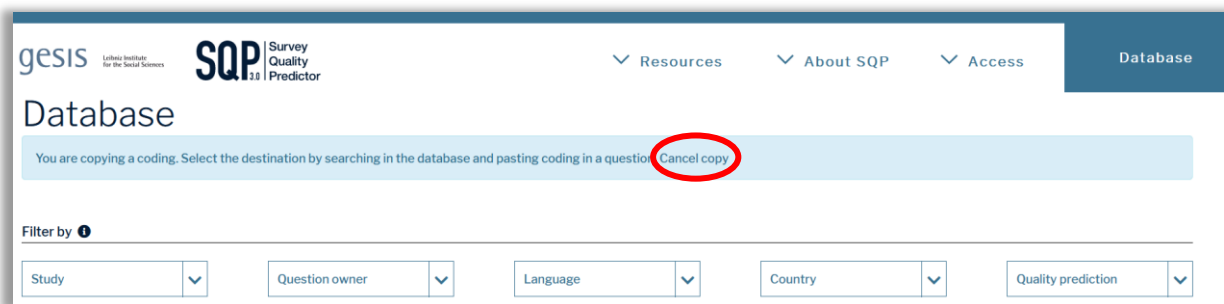 gesis Leibniz Institute
for the Social Sciences
SQP 3.0 Survey
Quality
Predictor
Resources
About SQP
Access
Database
Database
You are copying a coding. Select the destination by searching in the database and pasting coding in a question Cancel copy
Filter by
Study
Question owner
Language
Country
Quality prediction